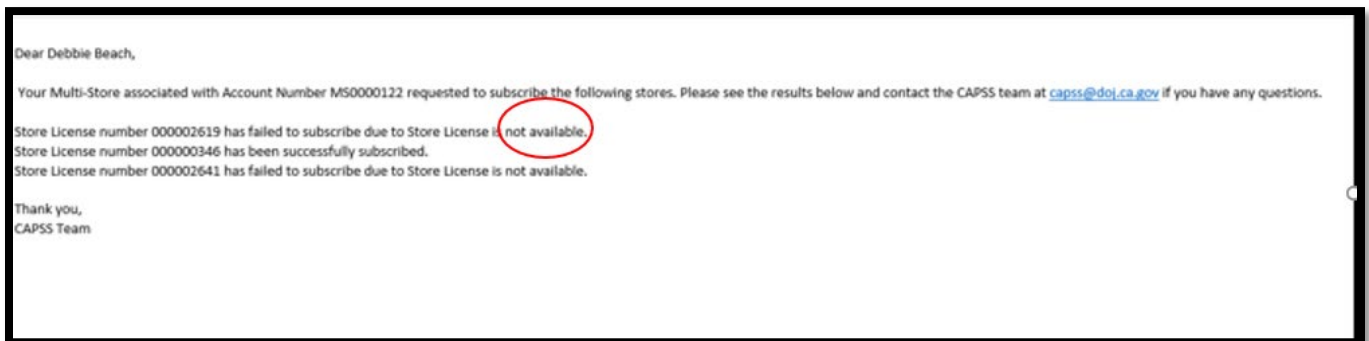 Dear Debbie Beach,
Your Multi-Store associated with Account Number MS0000122 requested to subscribe the following stores. Please see the results below and contact the CAPSS team at capss@doj.ca.gov if you have any questions.
Store License number 000002619 has failed to subscribe due to Store License is not available.
Store License number 000000346 has been successfully subscribed.
Store License number 000002641 has failed to subscribe due to Store License is not available.
Thank you,
CAPSS Team